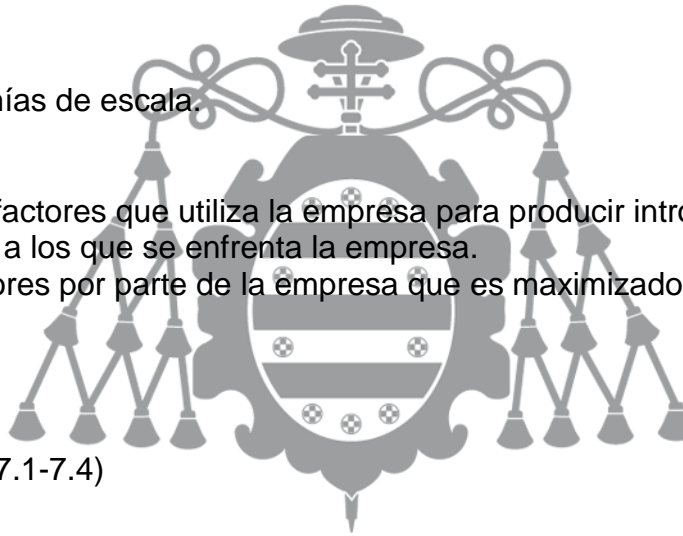 nías de escala.
factores que utiliza la empresa para producir intro
a los que se enfrenta la empresa.
ores por parte de la empresa que es maximizado
7.1-7.4)